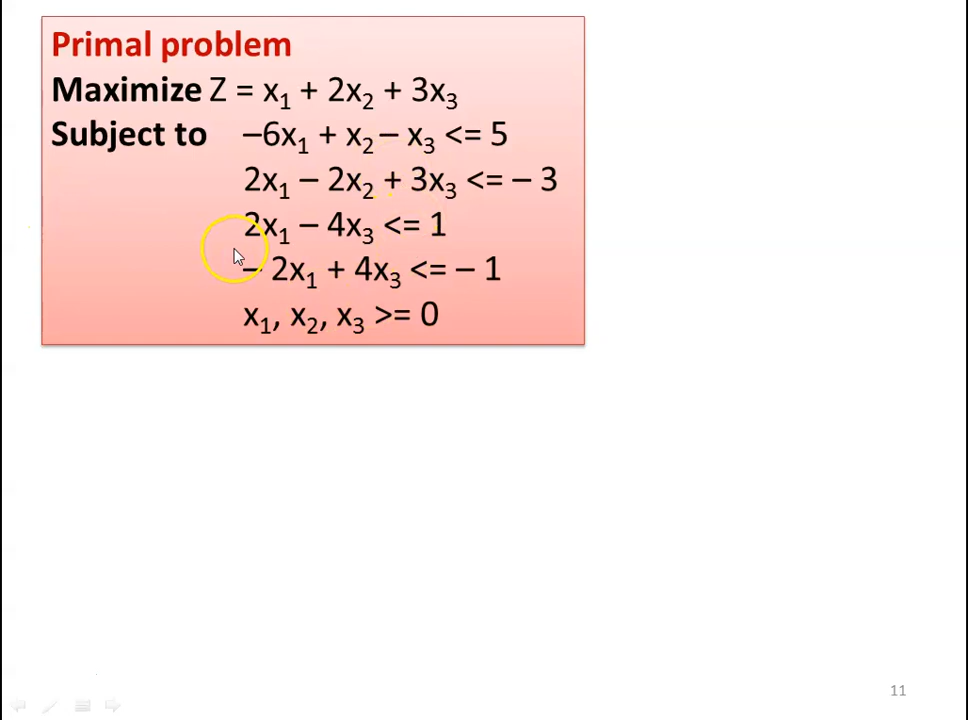 Primal problem
Maximize Z = x₁ + 2x₂ + 3x₃
Subject to –6x₁ + x₂ – x₃ <= 5
2x₁ – 2x₂ + 3x₃ <= – 3
2x₁ – 4x₃ <= 1
– 2x₁ + 4x₃ <= – 1
x₁, x₂, x₃ >= 0
11